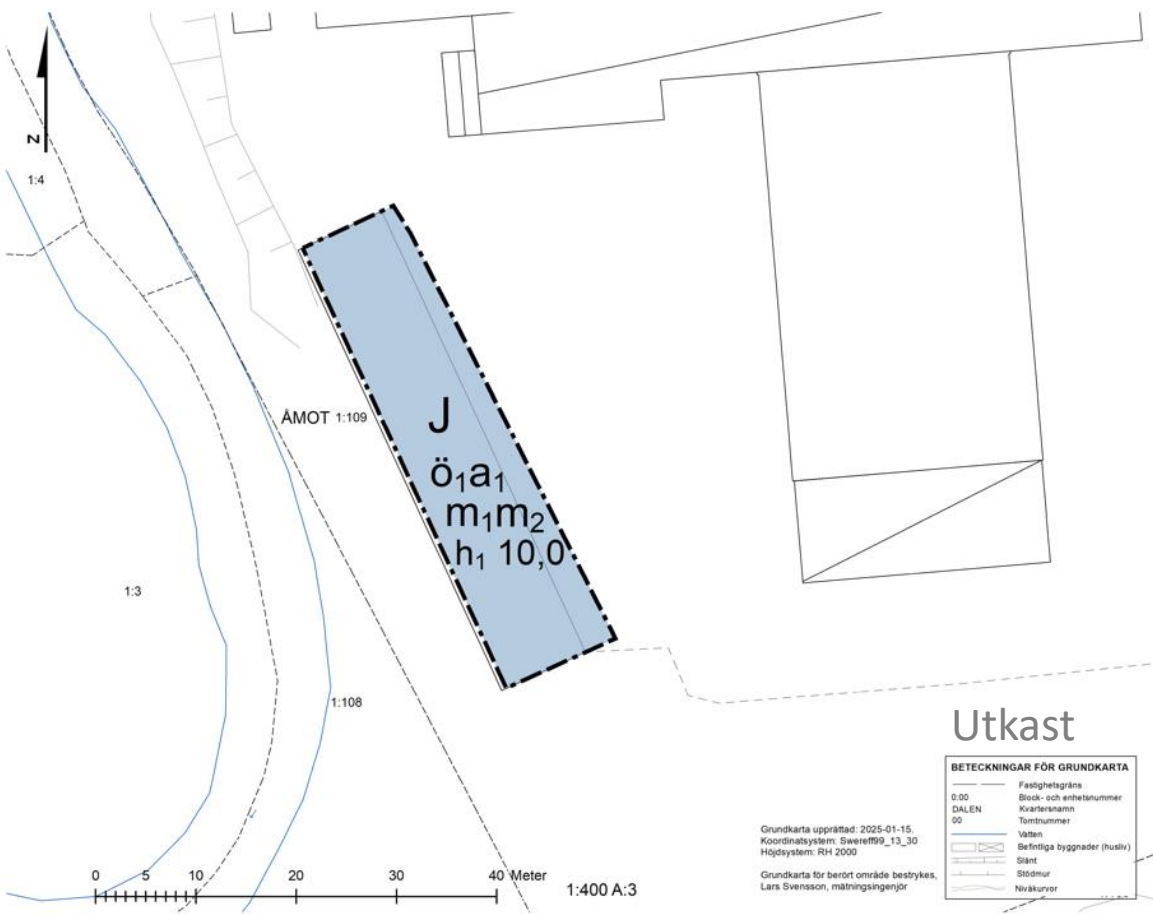 N
1:4
ÅMOT 1:109
J
ö₁a₁
m₁m₂
h₁ 10,0
1:3
1:108
Utkast
BETECKNINGAR FÖR GRUNDKARTA
Fastighetsgräns
0:00 Block- och enhetsnummer
DALEN Kvartersnamn
00 Tomtnummer
Vatten
Befintliga byggnader (husliv)
Slänt
Stödmur
Nivåkurvor
Grundkarta upprättad: 2025-01-15.
Koordinatsystem: Swereff99_13_30
Höjdsystem: RH 2000
Grundkarta för berört område bestrykes,
Lars Svensson, mätningsingenjör
0 5 10 20 30 40 Meter
1:400 A:3